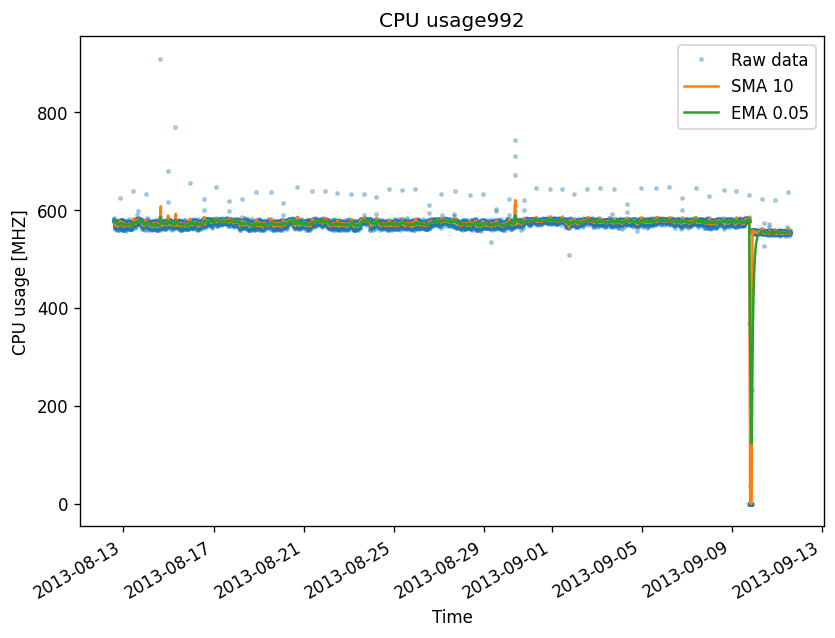 CPU usage992
Raw data
SMA 10
EMA 0.05
CPU usage [MHZ]
800
600
400
200
0
2013-08-13
2013-08-17
2013-08-21
2013-08-25
2013-08-29
2013-09-01
2013-09-05
2013-09-09
2013-09-13
Time